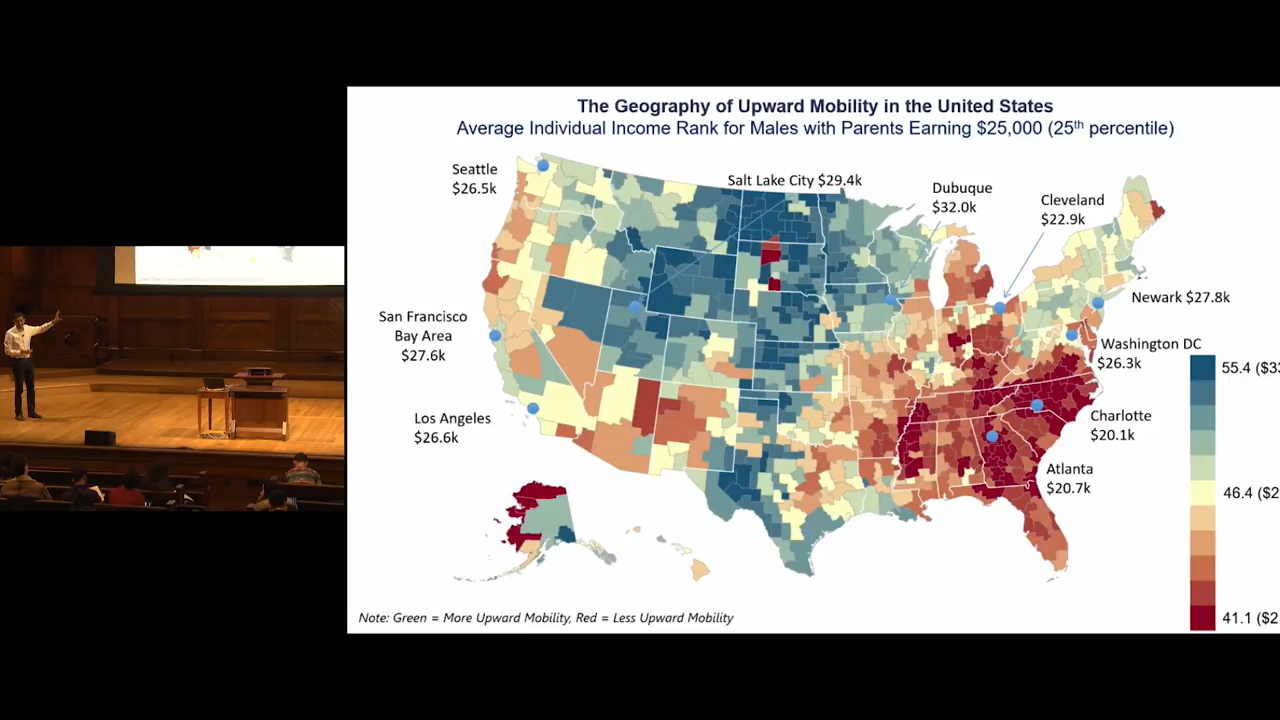 The Geography of Upward Mobility in the United States
Average Individual Income Rank for Males with Parents Earning $25,000 (25th percentile)
Seattle
$26.5k
Salt Lake City $29.4k
Dubuque
$32.0k
Cleveland
$22.9k
San Francisco
Bay Area
$27.6k
Newark $27.8k
Washington DC
$26.3k
Los Angeles
$26.6k
Charlotte
$20.1k
Atlanta
$20.7k
55.4 ($33
46.4 ($2
41.1 ($2
Note: Green = More Upward Mobility, Red = Less Upward Mobility